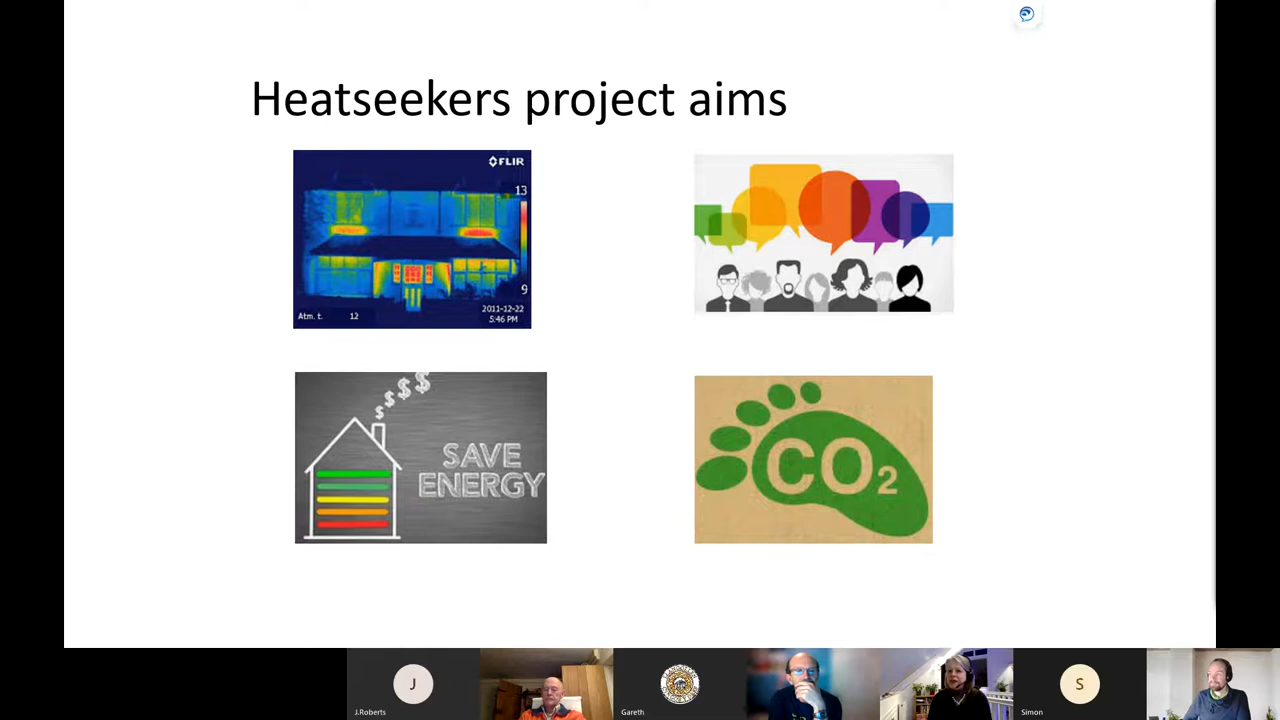 Heatseekers project aims
FLIR
13
9
Atm. t. 12
2011-12-22
5:46 PM
$ $ $ $
SAVE
ENERGY
CO2
J
J.Roberts
Gareth
S
Simon